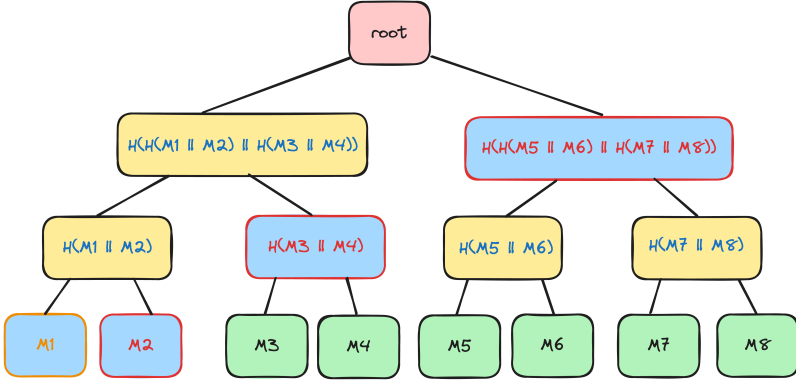 root
H(H(M1 || M2) || H(M3 || M4))
H(H(M5 || M6) || H(M7 || M8))
H(M1 || M2)
H(M3 || M4)
H(M5 || M6)
H(M7 || M8)
M1
M2
M3
M4
M5
M6
M7
M8